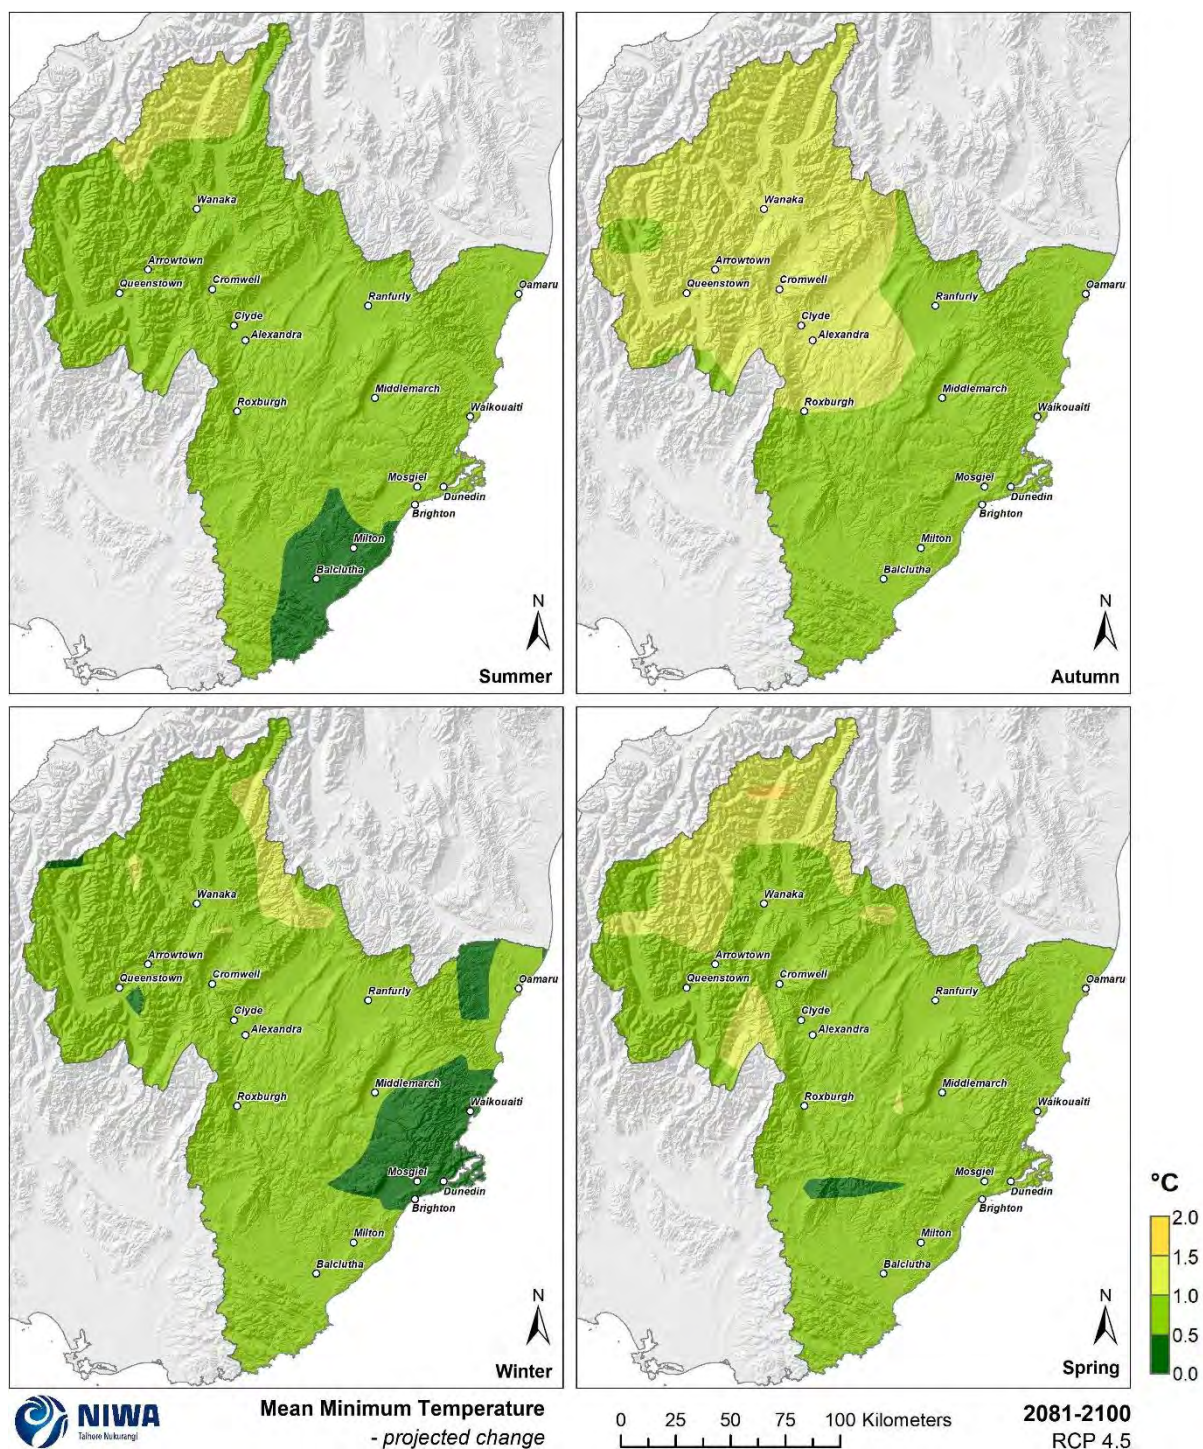 Wanaka
Arrowtown
Queenstown
Cromwell
Oamaru
Ranfurly
Clyde
Alexandra
Middlemarch
Roxburgh
Waikouaiti
Mosgiel
Dunedin
Brighton
Milton
Balclutha
N
Summer
Wanaka
Arrowtown
Queenstown
Cromwell
Oamaru
Ranfurly
Clyde
Alexandra
Middlemarch
Roxburgh
Waikouaiti
Mosgiel
Dunedin
Brighton
Milton
Balclutha
N
Autumn
Wanaka
Arrowtown
Queenstown
Cromwell
Oamaru
Ranfurly
Clyde
Alexandra
Middlemarch
Roxburgh
Waikouaiti
Mosgiel
Dunedin
Brighton
Milton
Balclutha
N
Winter
Wanaka
Arrowtown
Queenstown
Cromwell
Oamaru
Ranfurly
Clyde
Alexandra
Middlemarch
Roxburgh
Waikouaiti
Mosgiel
Dunedin
Brighton
Milton
Balclutha
N
Spring
°C
2.0
1.5
1.0
0.5
0.0
NIWA
Taihoro Nukurangi
Mean Minimum Temperature
- projected change
0 25 50 75 100 Kilometers
2081-2100
RCP 4.5